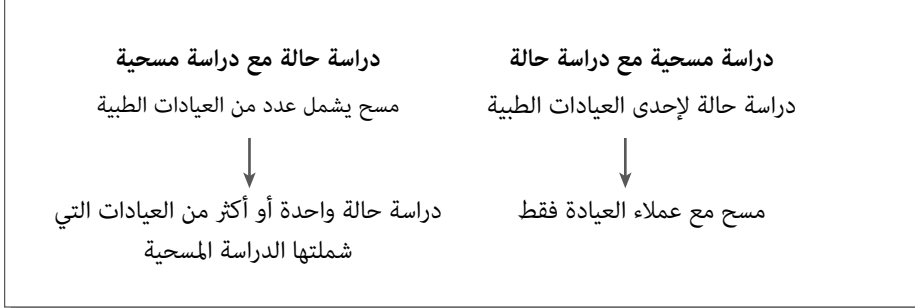 دراسة مسحية مع دراسة حالة
دراسة حالة لإحدى العيادات الطبية
مسح مع عملاء العيادة فقط
دراسة حالة مع دراسة مسحية
مسح يشمل عدد من العيادات الطبية
دراسة حالة واحدة أو أكثر من العيادات التي
شملتها الدراسة المسحية